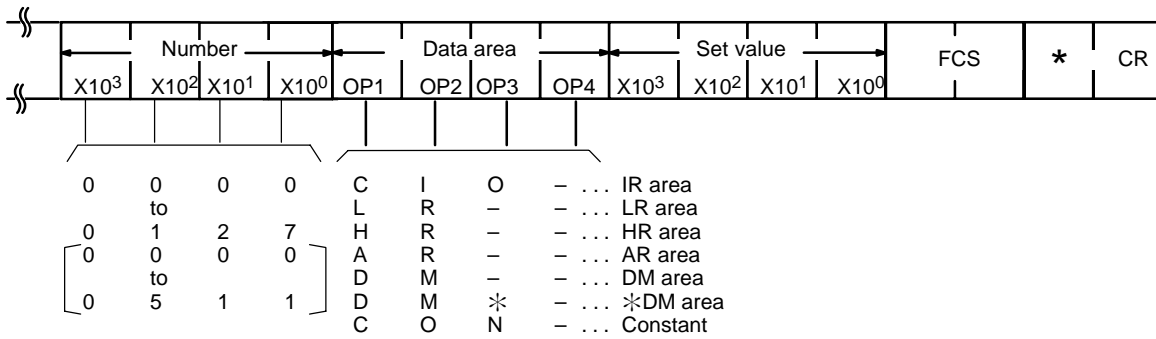 Number Data area Set value FCS * CR
X10³ X10² X10¹ X10⁰ OP1 OP2 OP3 OP4 X10³ X10² X10¹ X10⁰
0 0 0 0 C I O – ... IR area
to L R – – ... LR area
0 1 2 7 H R – – ... HR area
0 0 0 0 A R – – ... AR area
to D M – – ... DM area
0 5 1 1 D M * – ... *DM area
C O N – ... Constant